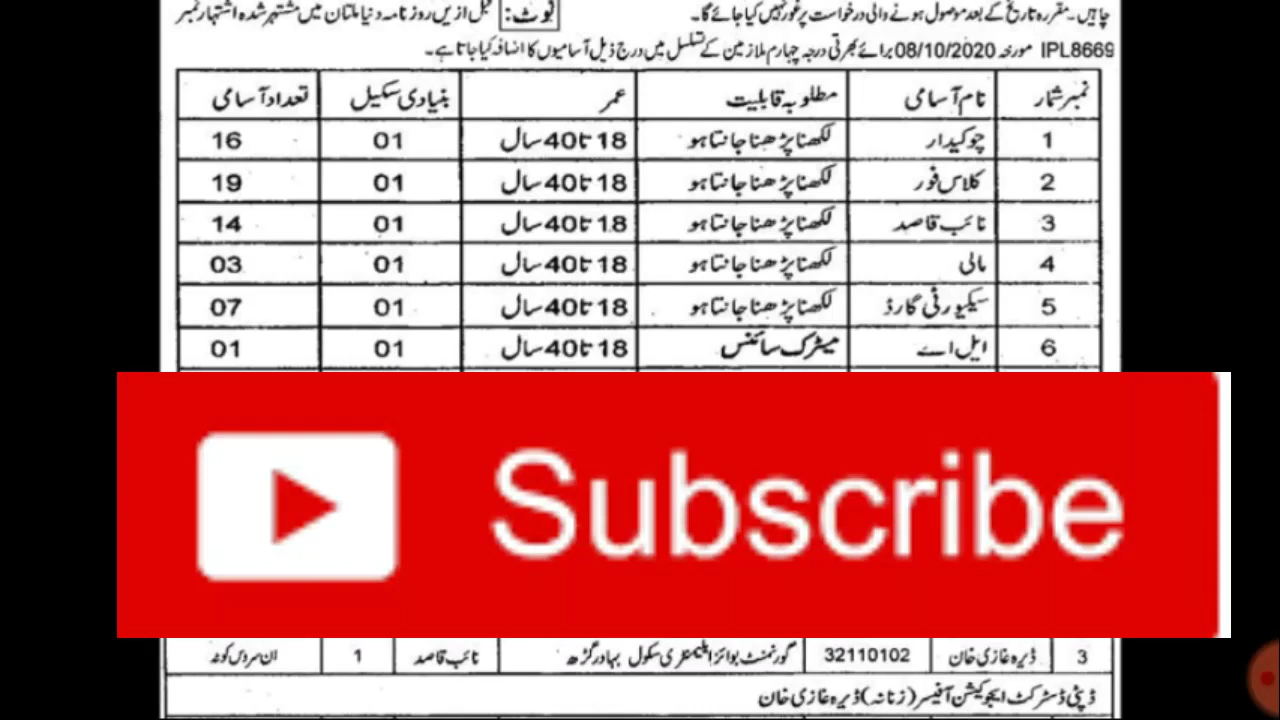 چاہیں۔ مقررہ تاریخ کے بعد موصول ہونے والی درخواست پر غور نہیں کیا جائے گا۔ نوٹ: قبل ازیں روزنامہ دنیا ملتان میں مشتہر شدہ اشتہار نمبر
IPL8669 مورخہ 08/10/2020 برائے بھرتی درجہ چہارم ملازمین کے تسلسل میں درج ذیل آسامیوں کا اضافہ کیا جاتا ہے۔
نمبر شمار نام آسامی مطلوبہ قابلیت عمر بنیادی سکیل تعداد آسامی
1 چوکیدار لکھنا پڑھنا جانتا ہو 18 تا 40 سال 01 16
2 کلاس فور لکھنا پڑھنا جانتا ہو 18 تا 40 سال 01 19
3 نائب قاصد لکھنا پڑھنا جانتا ہو 18 تا 40 سال 01 14
4 مالی لکھنا پڑھنا جانتا ہو 18 تا 40 سال 01 03
5 سیکیورٹی گارڈ لکھنا پڑھنا جانتا ہو 18 تا 40 سال 01 07
6 ایل اے میٹرک سائنس 18 تا 40 سال 01 01
Subscribe
3 ڈیرہ غازی خان 32110102 گورنمنٹ بوائز ایلیمنٹری سکول بہادر گڑھ نائب قاصد 1 ان سروس کوٹہ
ڈپٹی ڈسٹرکٹ ایجوکیشن آفیسر (زنانہ) ڈیرہ غازی خان